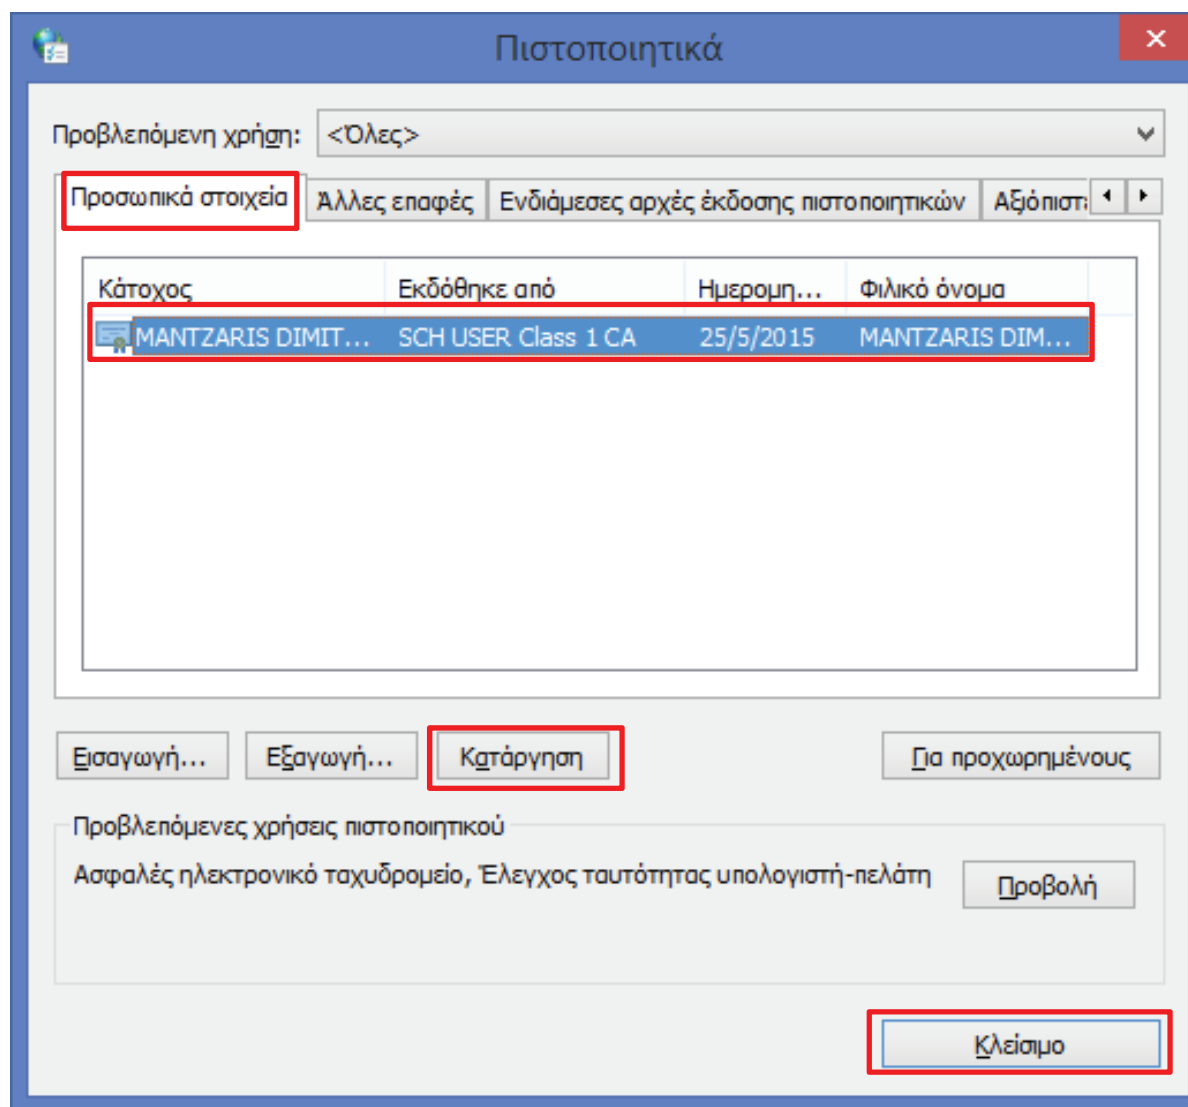 Πιστοποιητικά
Προβλεπόμενη χρήση: <Όλες>
Προσωπικά στοιχεία Άλλες επαφές Ενδιάμεσες αρχές έκδοσης πιστοποιητικών Αξιόπιστ
Κάτοχος Εκδόθηκε από Ημερομη... Φιλικό όνομα
MANTZARIS DIMIT... SCH USER Class 1 CA 25/5/2015 MANTZARIS DIM...
Εισαγωγή... Εξαγωγή... Κατάργηση Για προχωρημένους
Προβλεπόμενες χρήσεις πιστοποιητικού
Ασφαλές ηλεκτρονικό ταχυδρομείο, Έλεγχος ταυτότητας υπολογιστή-πελάτη Προβολή
Κλείσιμο